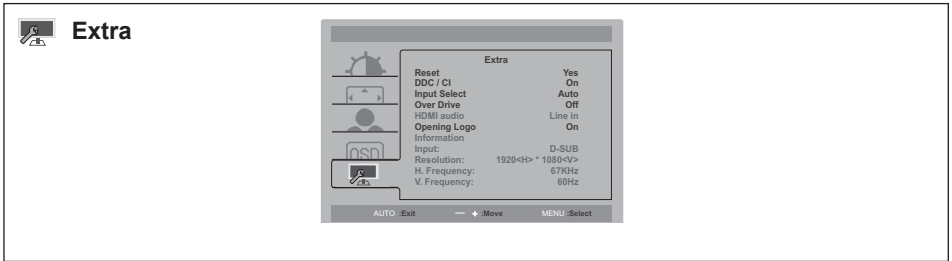 Extra
Extra
Reset Yes
DDC / CI On
Input Select Auto
Over Drive Off
HDMI audio Line in
Opening Logo On
Information
Input: D-SUB
Resolution: 1920<H> * 1080<V>
H. Frequency: 67KHz
V. Frequency: 60Hz
OSD
AUTO :Exit — + :Move MENU :Select